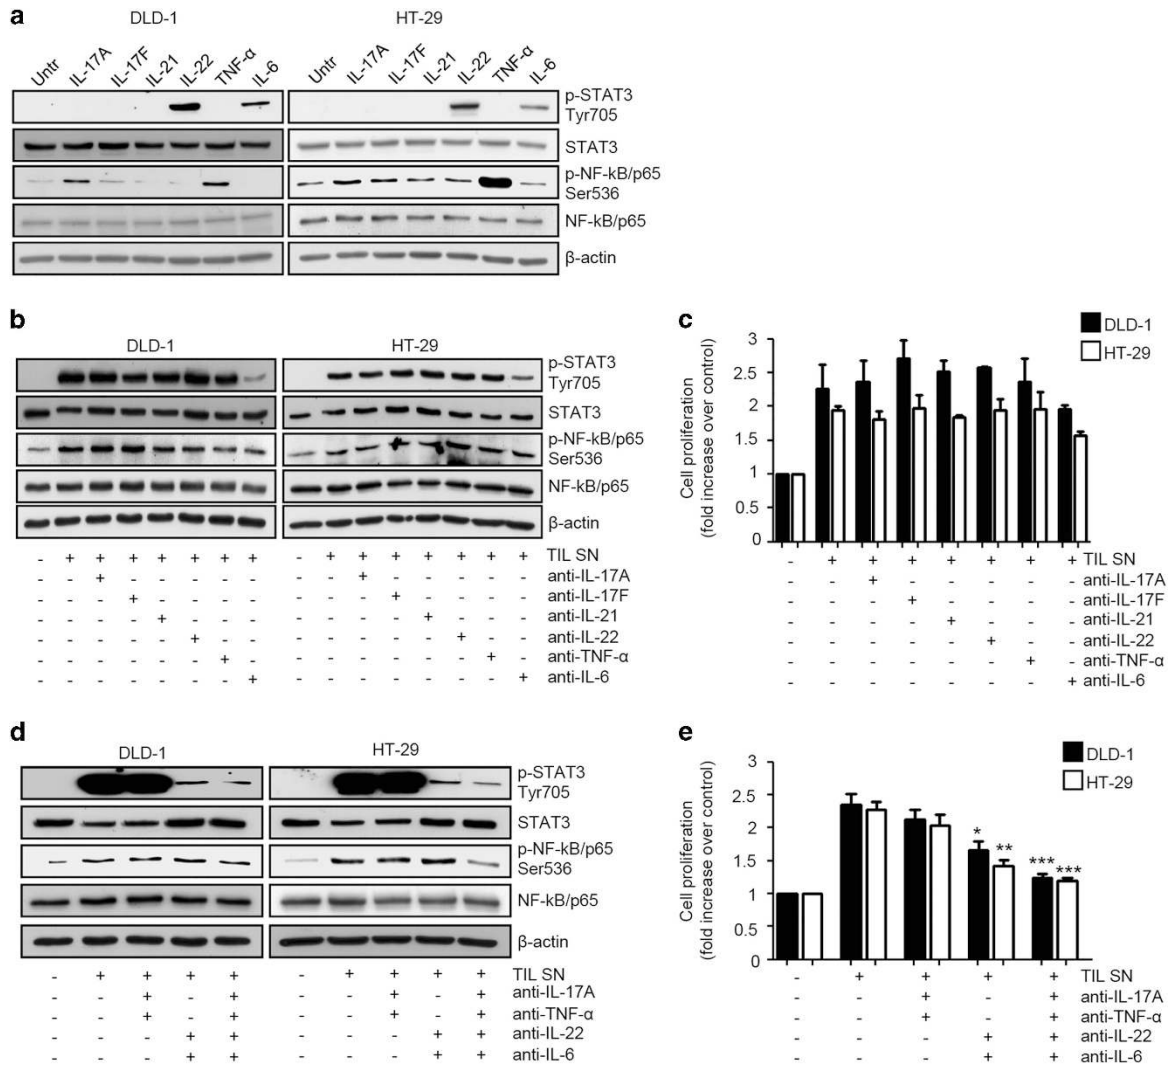 a
DLD-1 HT-29
Untr IL-17A IL-17F IL-21 IL-22 TNF-α IL-6 Untr IL-17A IL-17F IL-21 IL-22 TNF-α IL-6
p-STAT3
Tyr705
STAT3
p-NF-kB/p65
Ser536
NF-kB/p65
β-actin
b
DLD-1 HT-29
p-STAT3
Tyr705
STAT3
p-NF-kB/p65
Ser536
NF-kB/p65
β-actin
- + + + + + + + - + + + + + + + TIL SN
- - + - - - - - - - + - - - - - anti-IL-17A
- - - + - - - - - - - + - - - - anti-IL-17F
- - - - + - - - - - - - + - - - anti-IL-21
- - - - - + - - - - - - - + - - anti-IL-22
- - - - - - + - - - - - - - + - anti-TNF-α
- - - - - - - + - - - - - - - + anti-IL-6
c
DLD-1
HT-29
Cell proliferation
(fold increase over control)
3
2.5
2
1.5
1
0.5
0
- + + + + + + + TIL SN
- - + - - - - - anti-IL-17A
- - - + - - - - anti-IL-17F
- - - - + - - - anti-IL-21
- - - - - + - - anti-IL-22
- - - - - - + - anti-TNF-α
- - - - - - - + anti-IL-6
d
DLD-1 HT-29
p-STAT3
Tyr705
STAT3
p-NF-kB/p65
Ser536
NF-kB/p65
β-actin
- + + + + - + + + + TIL SN
- - + - + - - + - + anti-IL-17A
- - + - + - - + - + anti-TNF-α
- - - + + - - - + + anti-IL-22
- - - + + - - - + + anti-IL-6
e
DLD-1
HT-29
Cell proliferation
(fold increase over control)
3
2.5
2
1.5
1
0.5
0
* ** *** ***
- + + + + TIL SN
- - + - + anti-IL-17A
- - + - + anti-TNF-α
- - - + + anti-IL-22
- - - + + anti-IL-6